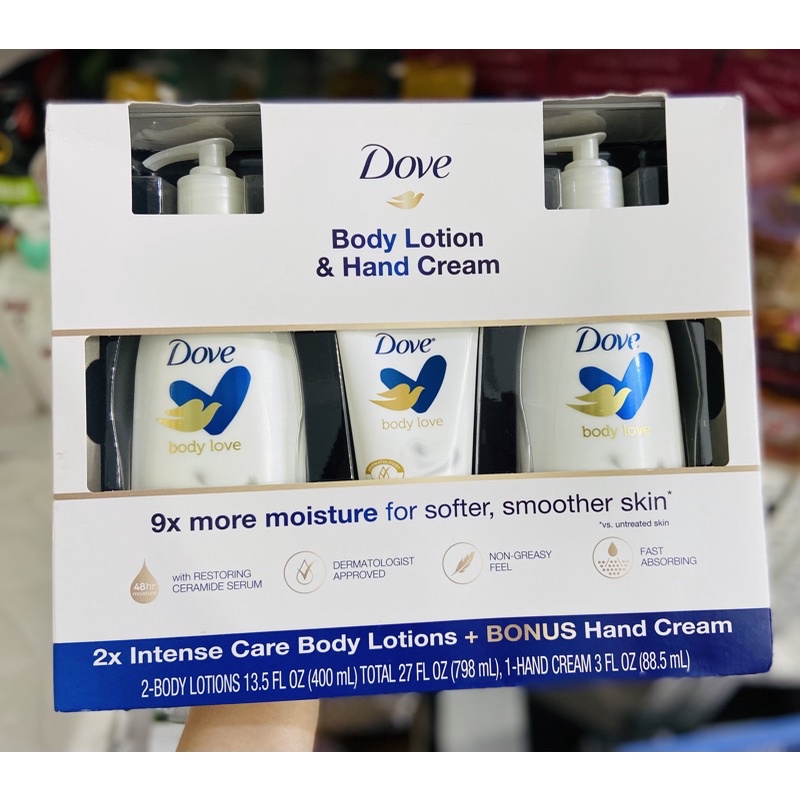 Dove
Body Lotion
& Hand Cream
Dove
body love
Dove
body love
Dove
body love
9x more moisture for softer, smoother skin*
*vs. untreated skin
48hr
moisture
with RESTORING
CERAMIDE SERUM
DERMATOLOGIST
APPROVED
NON-GREASY
FEEL
FAST
ABSORBING
2x Intense Care Body Lotions + BONUS Hand Cream
2-BODY LOTIONS 13.5 FL OZ (400 mL) TOTAL 27 FL OZ (798 mL), 1-HAND CREAM 3 FL OZ (88.5 mL)